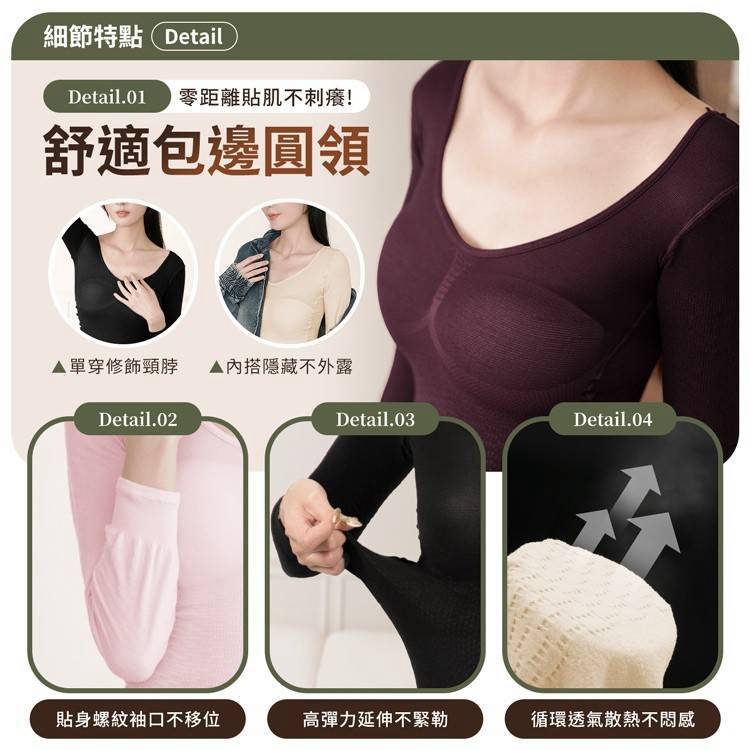 細節特點 Detail
Detail.01 零距離貼肌不刺癢!
舒適包邊圓領
▲單穿修飾頸脖 ▲內搭隱藏不外露
Detail.02 Detail.03 Detail.04
貼身螺紋袖口不移位 高彈力延伸不緊勒 循環透氣散熱不悶感